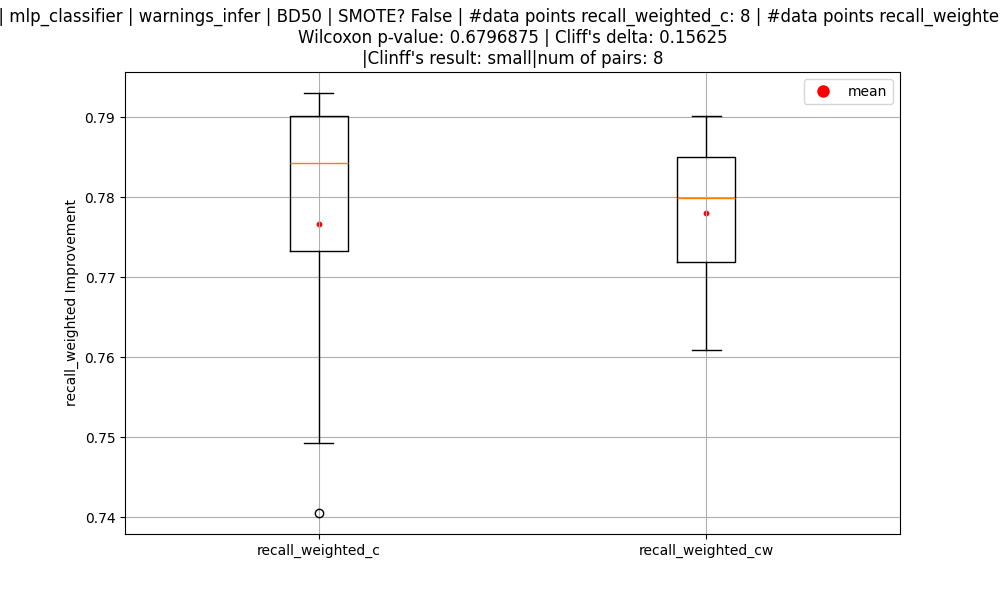 | mlp_classifier | warnings_infer | BD50 | SMOTE? False | #data points recall_weighted_c: 8 | #data points
Wilcoxon p-value: 0.6796875 | Cliff's delta: 0.15625
|Clinff's result: small|num of pairs: 8
mean
0.79
0.78
0.77
0.76
0.75
0.74
recall_weighted Improvement
recall_weighted_c
recall_weighted_cw